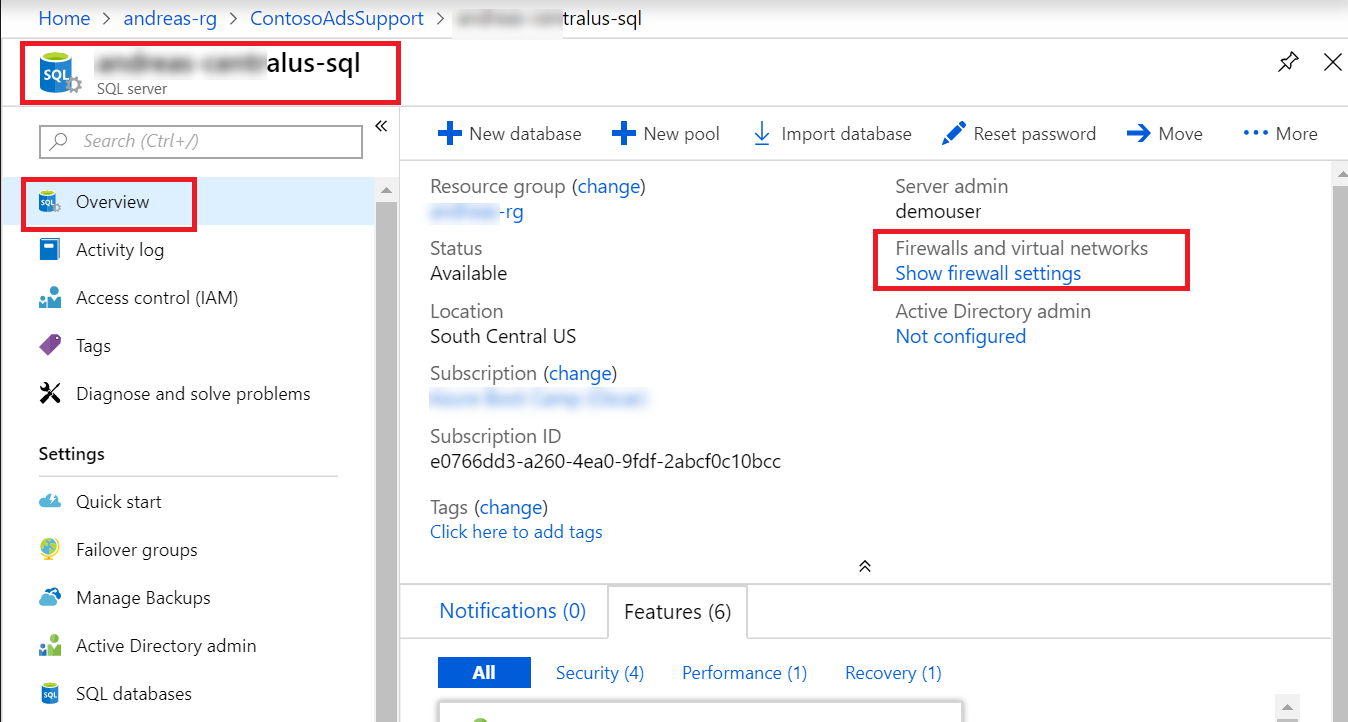 Home > andreas-rg > ContosoAdsSupport > tralus-sql
alus-sql
SQL server
Search (Ctrl+/)
«
Overview
Activity log
Access control (IAM)
Tags
Diagnose and solve problems
Settings
Quick start
Failover groups
Manage Backups
Active Directory admin
SQL databases
New database New pool Import database Reset password Move More
Resource group (change)
-rg
Status
Available
Location
South Central US
Subscription (change)
Subscription ID
e0766dd3-a260-4ea0-9fdf-2abcf0c10bcc
Tags (change)
Click here to add tags
Server admin
demouser
Firewalls and virtual networks
Show firewall settings
Active Directory admin
Not configured
Notifications (0) Features (6)
All Security (4) Performance (1) Recovery (1)